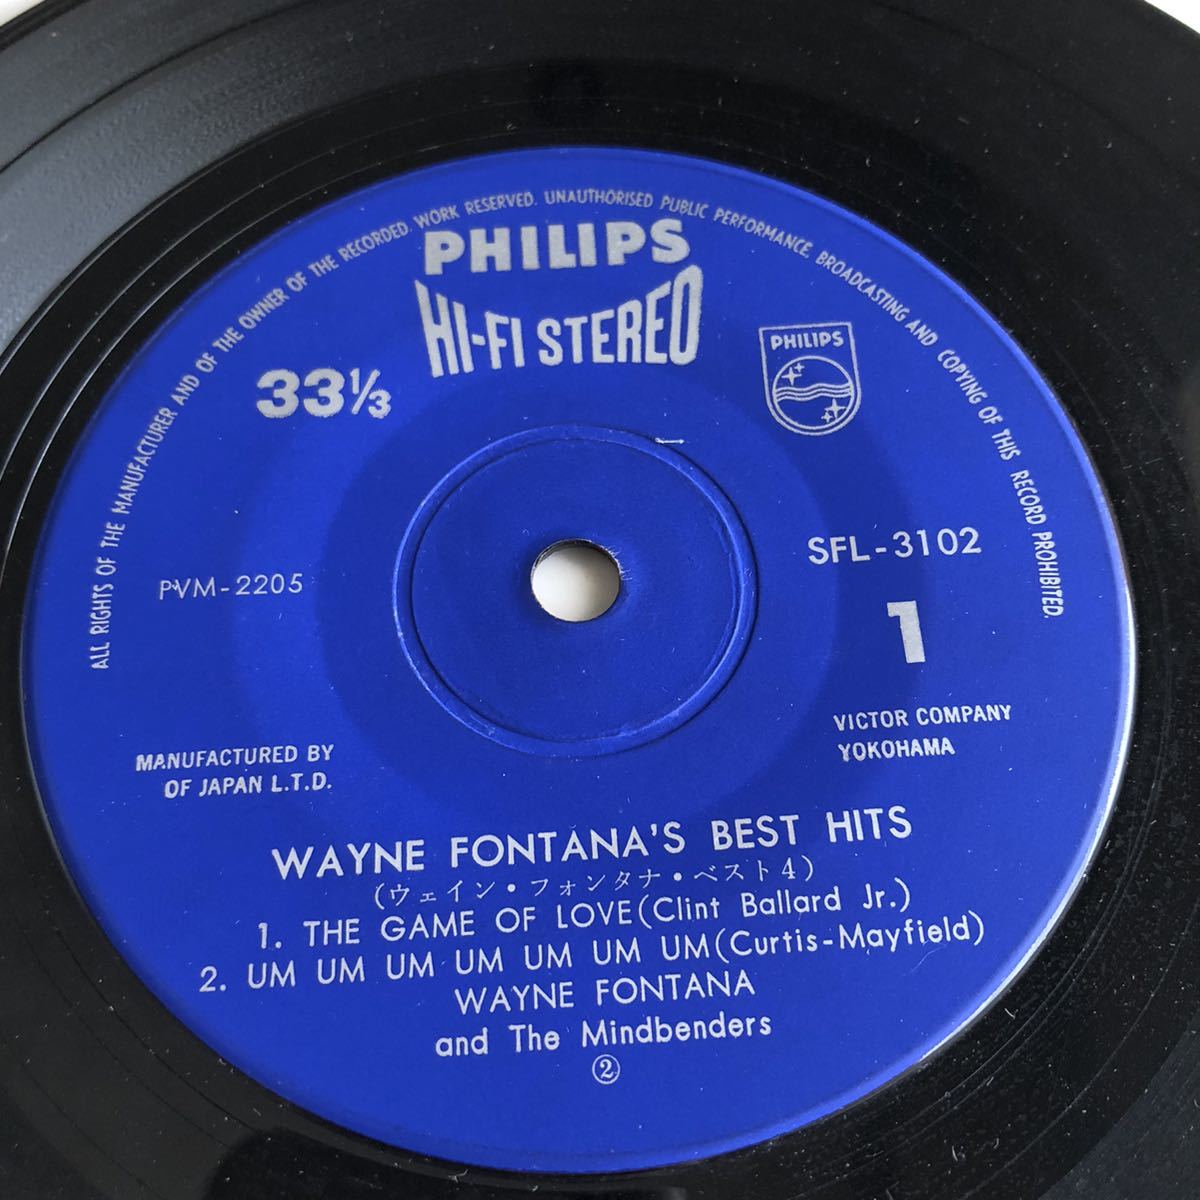 ALL RIGHTS OF THE MANUFACTURER AND OF THE OWNER OF THE RECORDED WORK RESERVED. UNAUTHORISED PUBLIC PERFORMANCE, BROADCASTING AND COPYING OF THIS RECORD PROHIBITED.
PHILIPS
HI-FI STEREO
33⅓
PHILIPS
SFL-3102
PVM-2205
1
MANUFACTURED BY VICTOR COMPANY
OF JAPAN L.T.D. YOKOHAMA
WAYNE FONTANA'S BEST HITS
(ウェイン・フォンタナ・ベスト4)
1. THE GAME OF LOVE(Clint Ballard Jr.)
2. UM UM UM UM UM UM UM(Curtis-Mayfield)
WAYNE FONTANA
and The Mindbenders
②